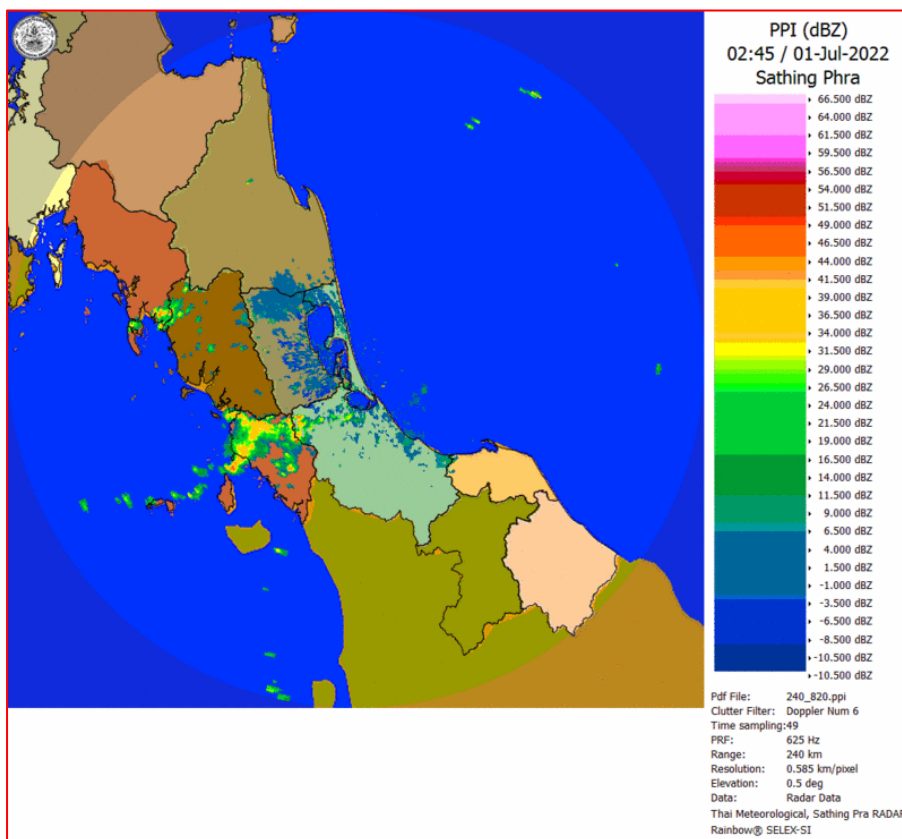 PPI (dBZ)
02:45 / 01-Jul-2022
Sathing Phra
66.500 dBZ
64.000 dBZ
61.500 dBZ
59.500 dBZ
56.500 dBZ
54.000 dBZ
51.500 dBZ
49.000 dBZ
46.500 dBZ
44.000 dBZ
41.500 dBZ
39.000 dBZ
36.500 dBZ
34.000 dBZ
31.500 dBZ
29.000 dBZ
26.500 dBZ
24.000 dBZ
21.500 dBZ
19.000 dBZ
16.500 dBZ
14.000 dBZ
11.500 dBZ
9.000 dBZ
6.500 dBZ
4.000 dBZ
1.500 dBZ
-1.000 dBZ
-3.500 dBZ
-6.500 dBZ
-8.500 dBZ
-10.500 dBZ
-10.500 dBZ
Pdf File: 240_820.ppi
Clutter Filter: Doppler Num 6
Time sampling:49
PRF: 625 Hz
Range: 240 km
Resolution: 0.585 km/pixel
Elevation: 0.5 deg
Data: Radar Data
Thai Meteorological, Sathing Pra RADAR
Rainbow® SELEX-SI